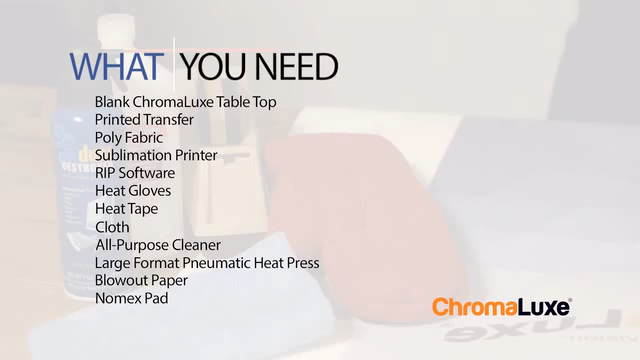 WHAT YOU NEED
Blank ChromaLuxe Table Top
Printed Transfer
Poly Fabric
Sublimation Printer
RIP Software
Heat Gloves
Heat Tape
Cloth
All-Purpose Cleaner
Large Format Pneumatic Heat Press
Blowout Paper
Nomex Pad
ChromaLuxe®